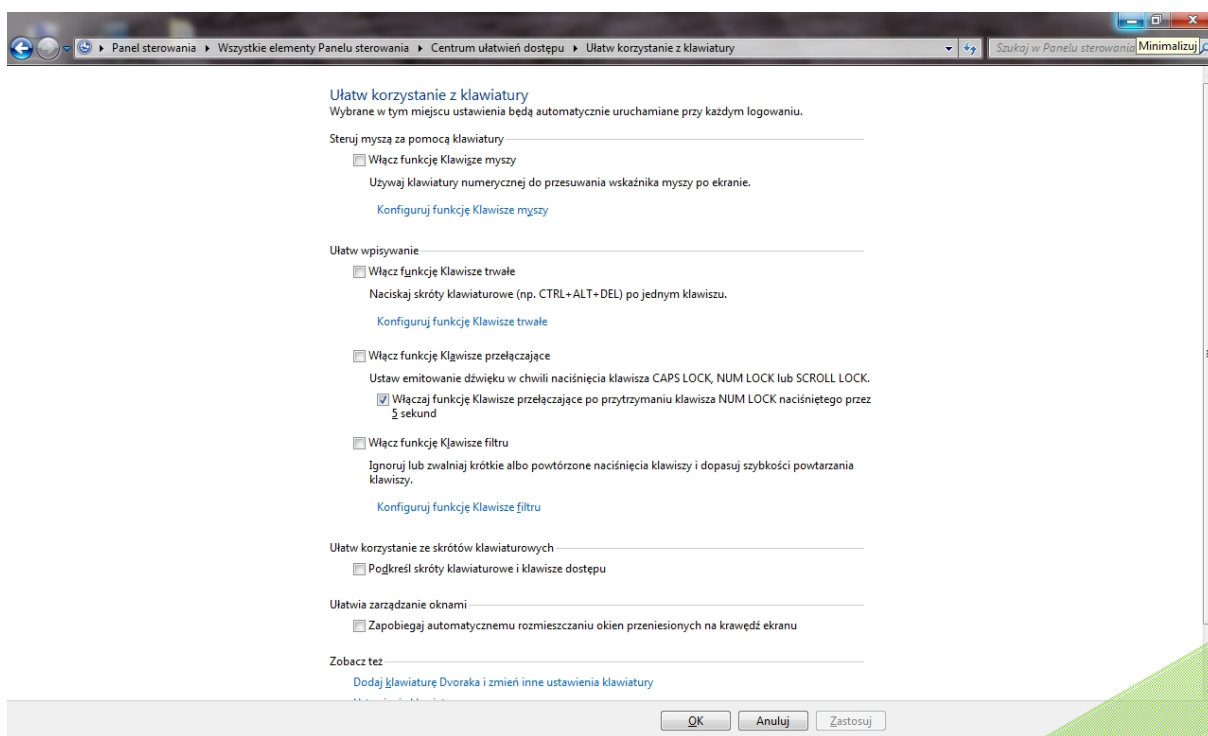 Panel sterowania ▸ Wszystkie elementy Panelu sterowania ▸ Centrum ułatwień dostępu ▸ Ułatw korzystanie z klawiatury
Szukaj w Panelu sterowania
Minimalizuj
Ułatw korzystanie z klawiatury
Wybrane w tym miejscu ustawienia będą automatycznie uruchamiane przy każdym logowaniu.
Steruj myszą za pomocą klawiatury
Włącz funkcję Klawisze myszy
Używaj klawiatury numerycznej do przesuwania wskaźnika myszy po ekranie.
Konfiguruj funkcję Klawisze myszy
Ułatw wpisywanie
Włącz funkcję Klawisze trwałe
Naciskaj skróty klawiaturowe (np. CTRL+ALT+DEL) po jednym klawiszu.
Konfiguruj funkcję Klawisze trwałe
Włącz funkcję Klawisze przełączające
Ustaw emitowanie dźwięku w chwili naciśnięcia klawisza CAPS LOCK, NUM LOCK lub SCROLL LOCK.
Włączaj funkcję Klawisze przełączające po przytrzymaniu klawisza NUM LOCK naciśniętego przez
5 sekund
Włącz funkcję Klawisze filtru
Ignoruj lub zwalniaj krótkie albo powtórzone naciśnięcia klawiszy i dopasuj szybkości powtarzania
klawiszy.
Konfiguruj funkcję Klawisze filtru
Ułatw korzystanie ze skrótów klawiaturowych
Podkreśl skróty klawiaturowe i klawisze dostępu
Ułatwia zarządzanie oknami
Zapobiegaj automatycznemu rozmieszczaniu okien przeniesionych na krawędź ekranu
Zobacz też
Dodaj klawiaturę Dvoraka i zmień inne ustawienia klawiatury
OK
Anuluj
Zastosuj